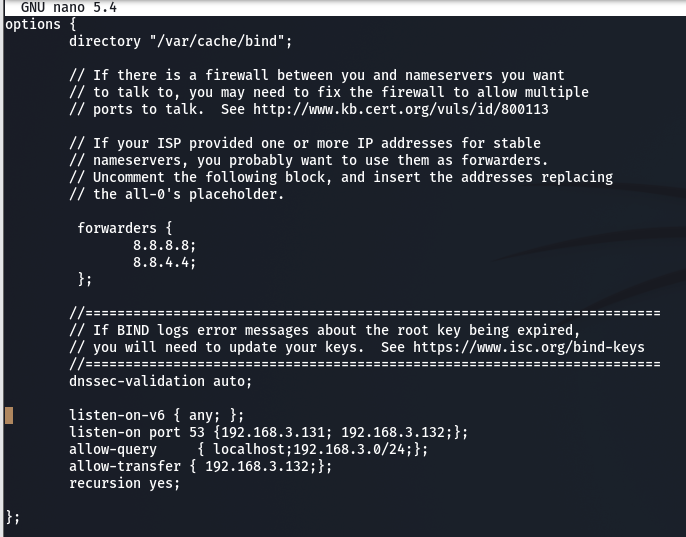 GNU nano 5.4
options {
directory "/var/cache/bind";
// If there is a firewall between you and nameservers you want
// to talk to, you may need to fix the firewall to allow multiple
// ports to talk.  See http://www.kb.cert.org/vuls/id/800113
// If your ISP provided one or more IP addresses for stable
// nameservers, you probably want to use them as forwarders.
// Uncomment the following block, and insert the addresses replacing
// the all-0's placeholder.
forwarders {
8.8.8.8;
8.8.4.4;
};
//========================================================================
// If BIND logs error messages about the root key being expired,
// you will need to update your keys.  See https://www.isc.org/bind-keys
//========================================================================
dnssec-validation auto;
listen-on-v6 { any; };
listen-on port 53 {192.168.3.131; 192.168.3.132;};
allow-query     { localhost;192.168.3.0/24;};
allow-transfer { 192.168.3.132;};
recursion yes;
};